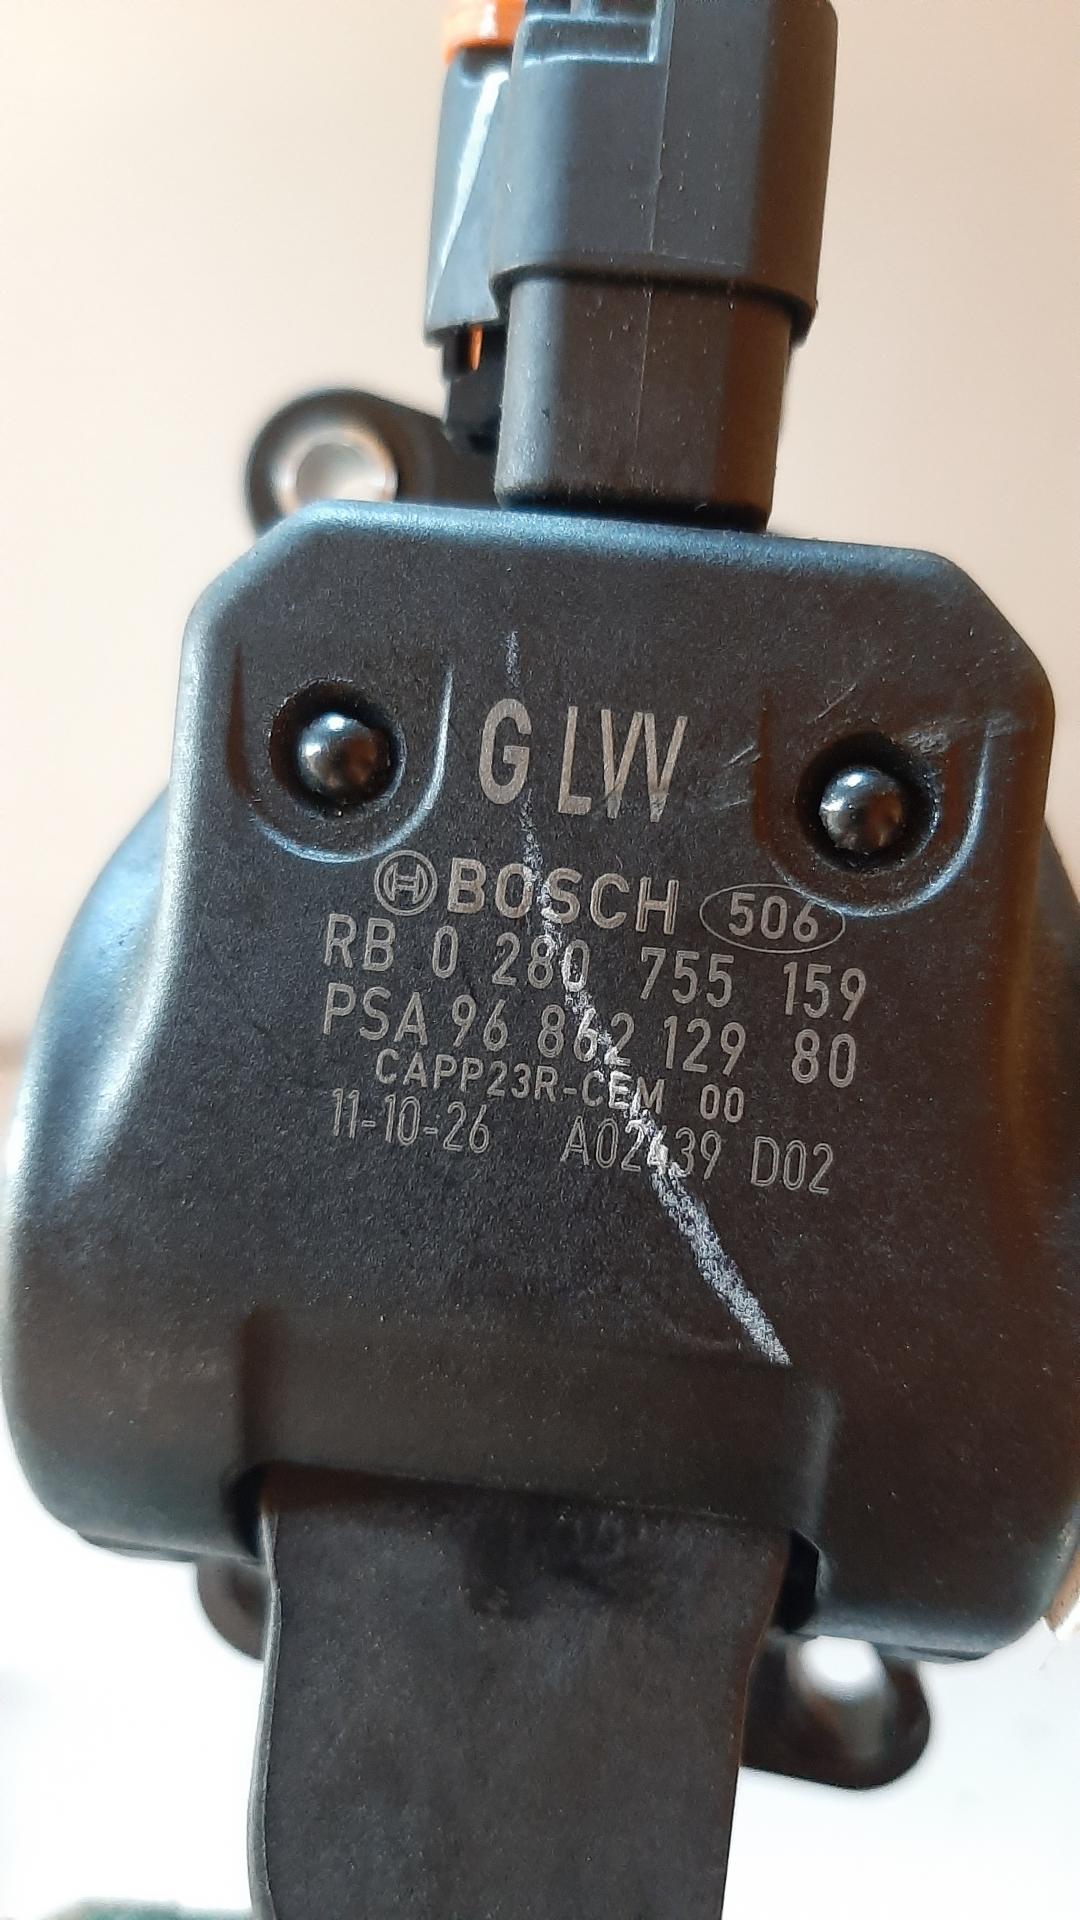 G LVV
BOSCH 506
RB 0 280 755 159
PSA 96 862 129 80
CAPP23R-CEM 00
11-10-26 A02439 D02